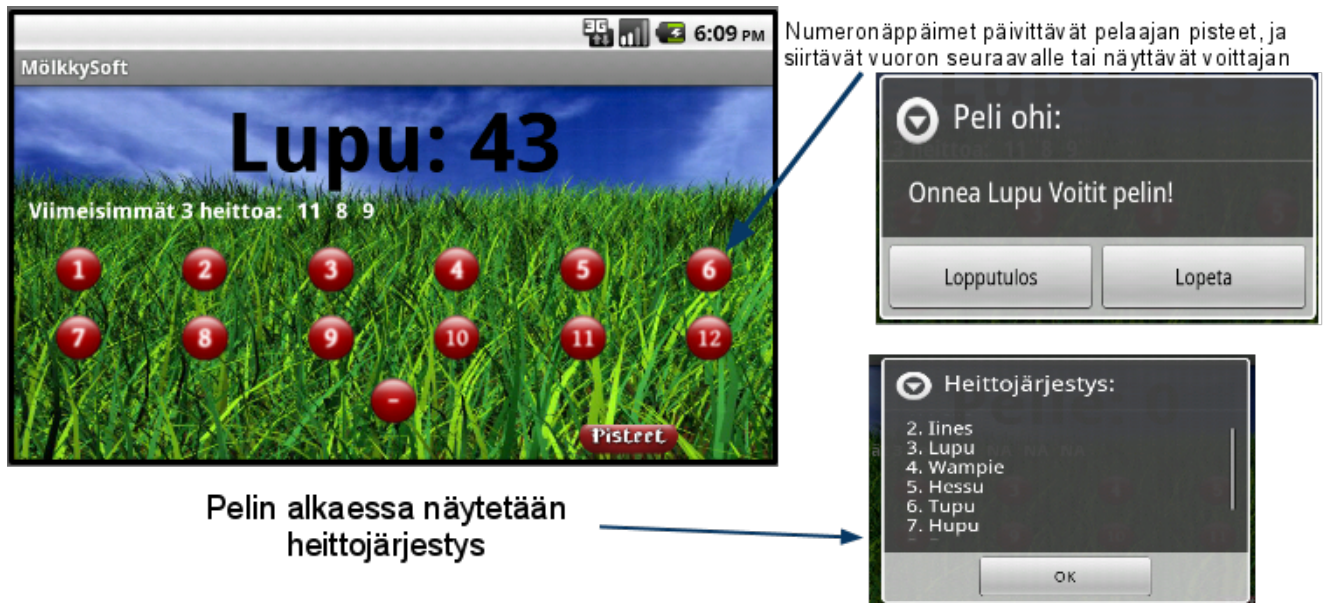 6:09 PM
MölkkySoft
Lupu: 43
Viimeisimmät 3 heittoa: 11 8 9
1 2 3 4 5 6
7 8 9 10 11 12
-
Pisteet
Numeronäppäimet päivittävät pelaajan pisteet, ja
siirtävät vuoron seuraavalle tai näyttävät voittajan
Peli ohi:
Onnea Lupu Voitit pelin!
Lopputulos Lopeta
Pelin alkaessa näytetään
heittojärjestys
Heittojärjestys:
2. Iines
3. Lupu
4. Wampie
5. Hessu
6. Tupu
7. Hupu
OK